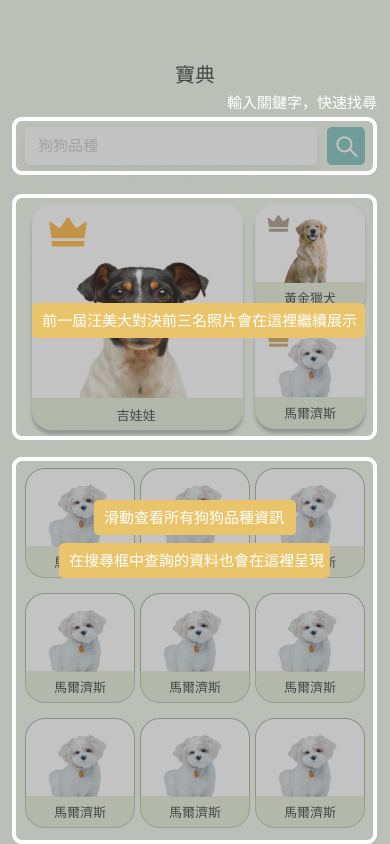 寶典
輸入關鍵字，快速找尋
狗狗品種
黃金獵犬
前一屆汪美大對決前三名照片會在這裡繼續展示
吉娃娃
馬爾濟斯
滑動查看所有狗狗品種資訊
在搜尋框中查詢的資料也會在這裡呈現
馬爾濟斯
馬爾濟斯
馬爾濟斯
馬爾濟斯
馬爾濟斯
馬爾濟斯